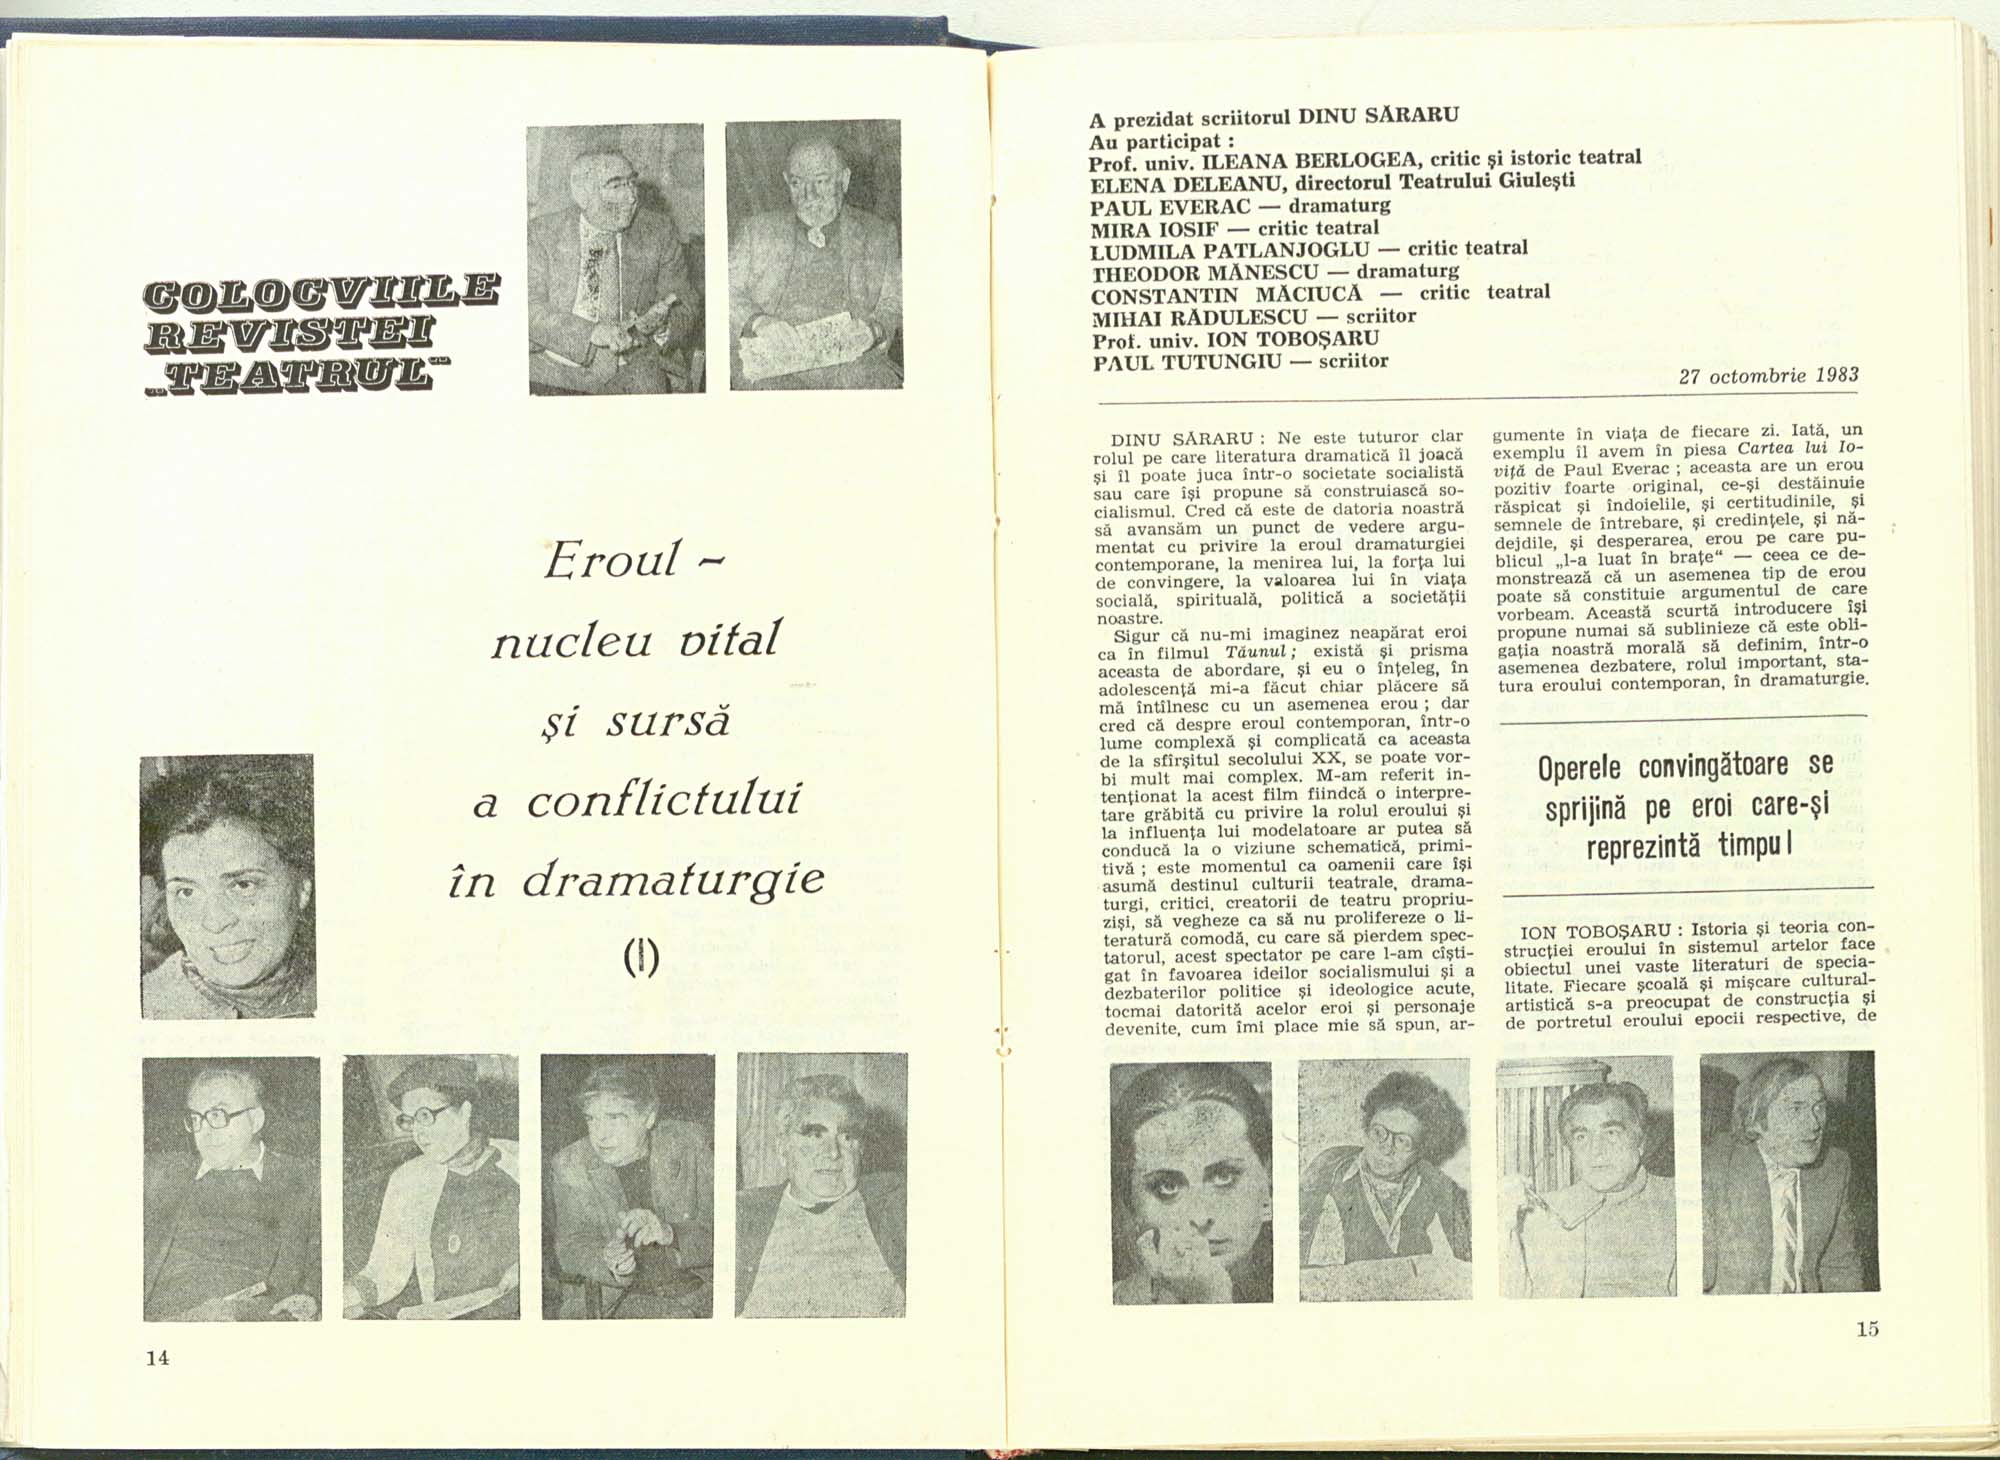 COLOCVIILE
REVISTEI
„TEATRUL"
Eroul –
nucleu vital
și sursă
a conflictului
în dramaturgie
(I)
14
A prezidat scriitorul DINU SĂRARU
Au participat :
Prof. univ. ILEANA BERLOGEA, critic și istoric teatral
ELENA DELEANU, directorul Teatrului Giulești
PAUL EVERAC — dramaturg
MIRA IOSIF — critic teatral
LUDMILA PATLANJOGLU — critic teatral
THEODOR MĂNESCU — dramaturg
CONSTANTIN MĂCIUCĂ — critic teatral
MIHAI RĂDULESCU — scriitor
Prof. univ. ION TOBOȘARU
PAUL TUTUNGIU — scriitor
27 octombrie 1983
DINU SĂRARU : Ne este tuturor clar
rolul pe care literatura dramatică îl joacă
și îl poate juca într-o societate socialistă
sau care își propune să construiască so-
cialismul. Cred că este de datoria noastră
să avansăm un punct de vedere argu-
mentat cu privire la eroul dramaturgiei
contemporane, la menirea lui, la forța lui
de convingere, la valoarea lui în viața
socială, spirituală, politică a societății
noastre.
Sigur că nu-mi imaginez neapărat eroi
ca în filmul Tăunul ; există și prisma
aceasta de abordare, și eu o înțeleg, în
adolescență mi-a făcut chiar plăcere să
mă întîlnesc cu un asemenea erou ; dar
cred că despre eroul contemporan, într-o
lume complexă și complicată ca aceasta
de la sfîrșitul secolului XX, se poate vor-
bi mult mai complex. M-am referit in-
tenționat la acest film fiindcă o interpre-
tare grăbită cu privire la rolul eroului și
la influența lui modelatoare ar putea să
conducă la o viziune schematică, primi-
tivă ; este momentul ca oamenii care își
asumă destinul culturii teatrale, drama-
turgi, critici, creatorii de teatru propriu-
ziși, să vegheze ca să nu prolifereze o li-
teratură comodă, cu care să pierdem spec-
tatorul, acest spectator pe care l-am cîști-
gat în favoarea ideilor socialismului și a
dezbaterilor politice și ideologice acute,
tocmai datorită acelor eroi și personaje
devenite, cum îmi place mie să spun, ar-
gumente în viața de fiecare zi. Iată, un
exemplu îl avem în piesa Cartea lui Io-
viță de Paul Everac ; aceasta are un erou
pozitiv foarte original, ce-și destăinuie
răspicat și îndoielile, și certitudinile, și
semnele de întrebare, și credințele, și nă-
dejdile, și desperarea, erou pe care pu-
blicul „l-a luat în brațe“ — ceea ce de-
monstrează că un asemenea tip de erou
poate să constituie argumentul de care
vorbeam. Această scurtă introducere își
propune numai să sublinieze că este obli-
gația noastră morală să definim, într-o
asemenea dezbatere, rolul important, sta-
tura eroului contemporan, în dramaturgie.
Operele convingătoare se
sprijină pe eroi care-și
reprezintă timpul
ION TOBOȘARU : Istoria și teoria con-
strucției eroului în sistemul artelor face
obiectul unei vaste literaturi de specia-
litate. Fiecare școală și mișcare cultural-
artistică s-a preocupat de construcția și
de portretul eroului epocii respective, de
15